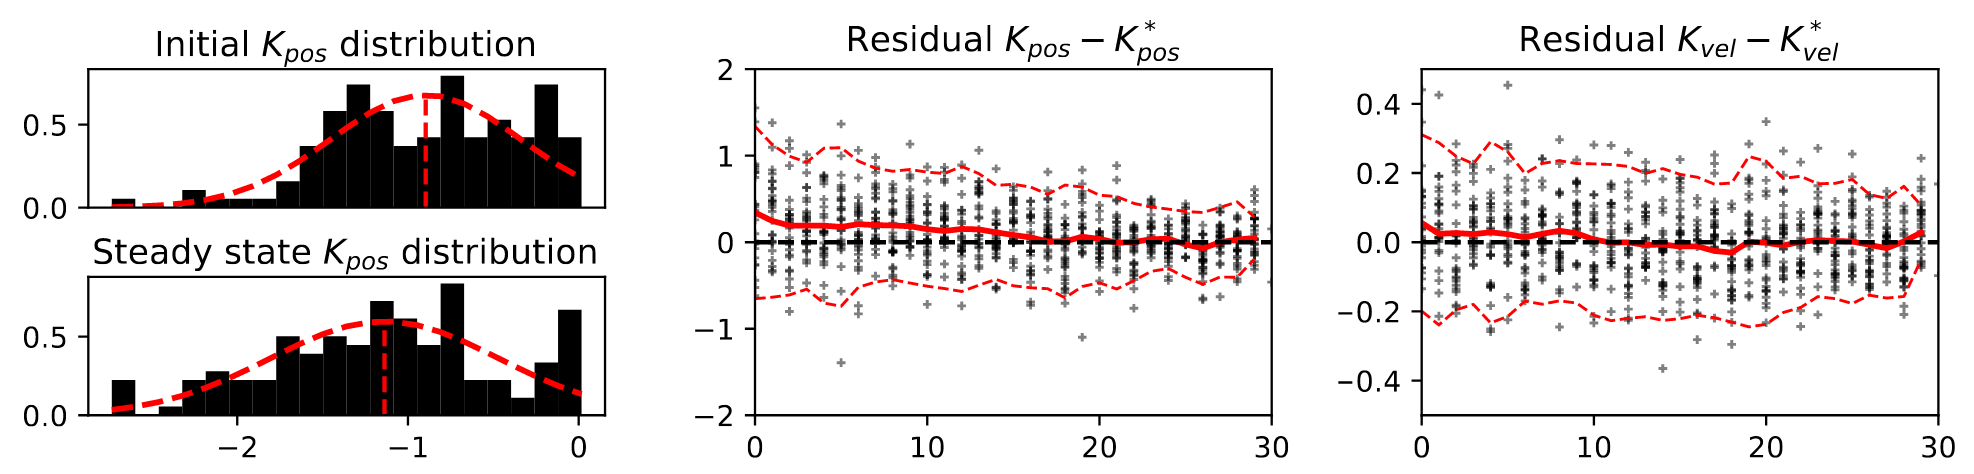 Initial K_pos distribution
0.5
0.0
Steady state K_pos distribution
0.5
0.0
−2 −1 0
Residual K_pos − K*_pos
2
1
0
−1
−2
0 10 20 30
Residual K_vel − K*_vel
0.4
0.2
0.0
−0.2
−0.4
0 10 20 30